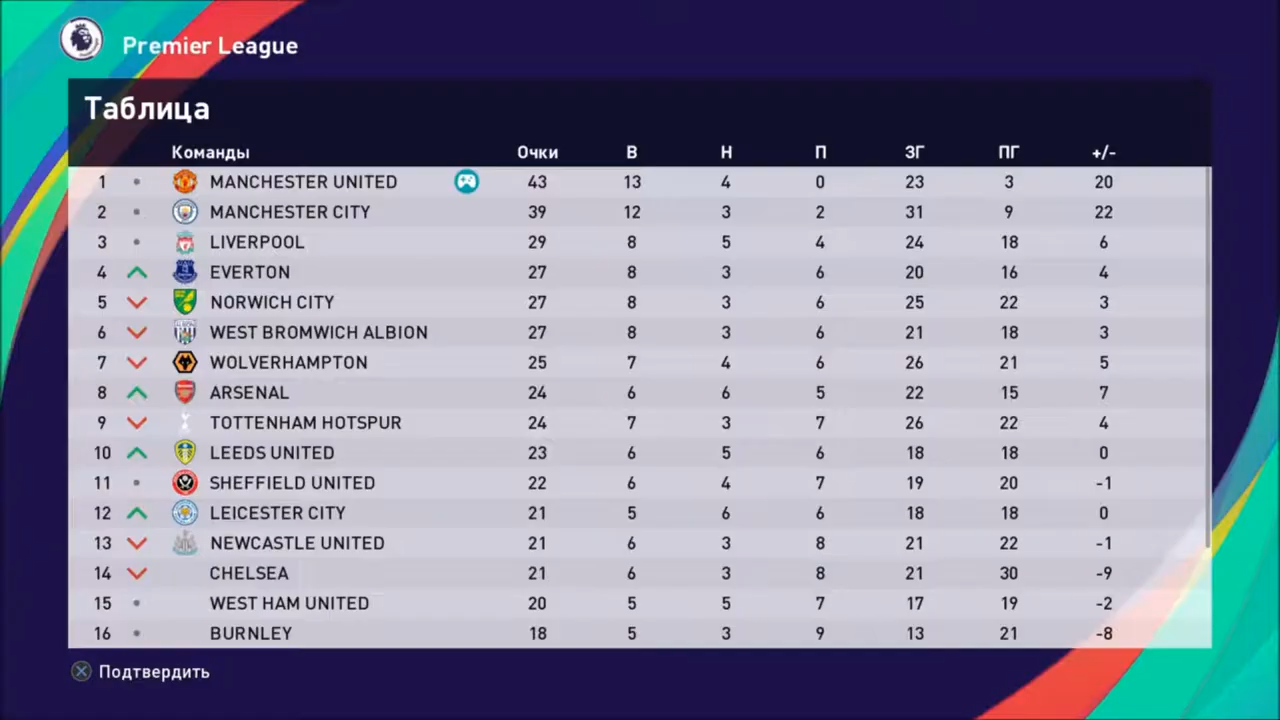 Premier League
Таблица
Команды Очки В Н П ЗГ ПГ +/-
1 MANCHESTER UNITED 43 13 4 0 23 3 20
2 MANCHESTER CITY 39 12 3 2 31 9 22
3 LIVERPOOL 29 8 5 4 24 18 6
4 EVERTON 27 8 3 6 20 16 4
5 NORWICH CITY 27 8 3 6 25 22 3
6 WEST BROMWICH ALBION 27 8 3 6 21 18 3
7 WOLVERHAMPTON 25 7 4 6 26 21 5
8 ARSENAL 24 6 6 5 22 15 7
9 TOTTENHAM HOTSPUR 24 7 3 7 26 22 4
10 LEEDS UNITED 23 6 5 6 18 18 0
11 SHEFFIELD UNITED 22 6 4 7 19 20 -1
12 LEICESTER CITY 21 5 6 6 18 18 0
13 NEWCASTLE UNITED 21 6 3 8 21 22 -1
14 CHELSEA 21 6 3 8 21 30 -9
15 WEST HAM UNITED 20 5 5 7 17 19 -2
16 BURNLEY 18 5 3 9 13 21 -8
Подтвердить